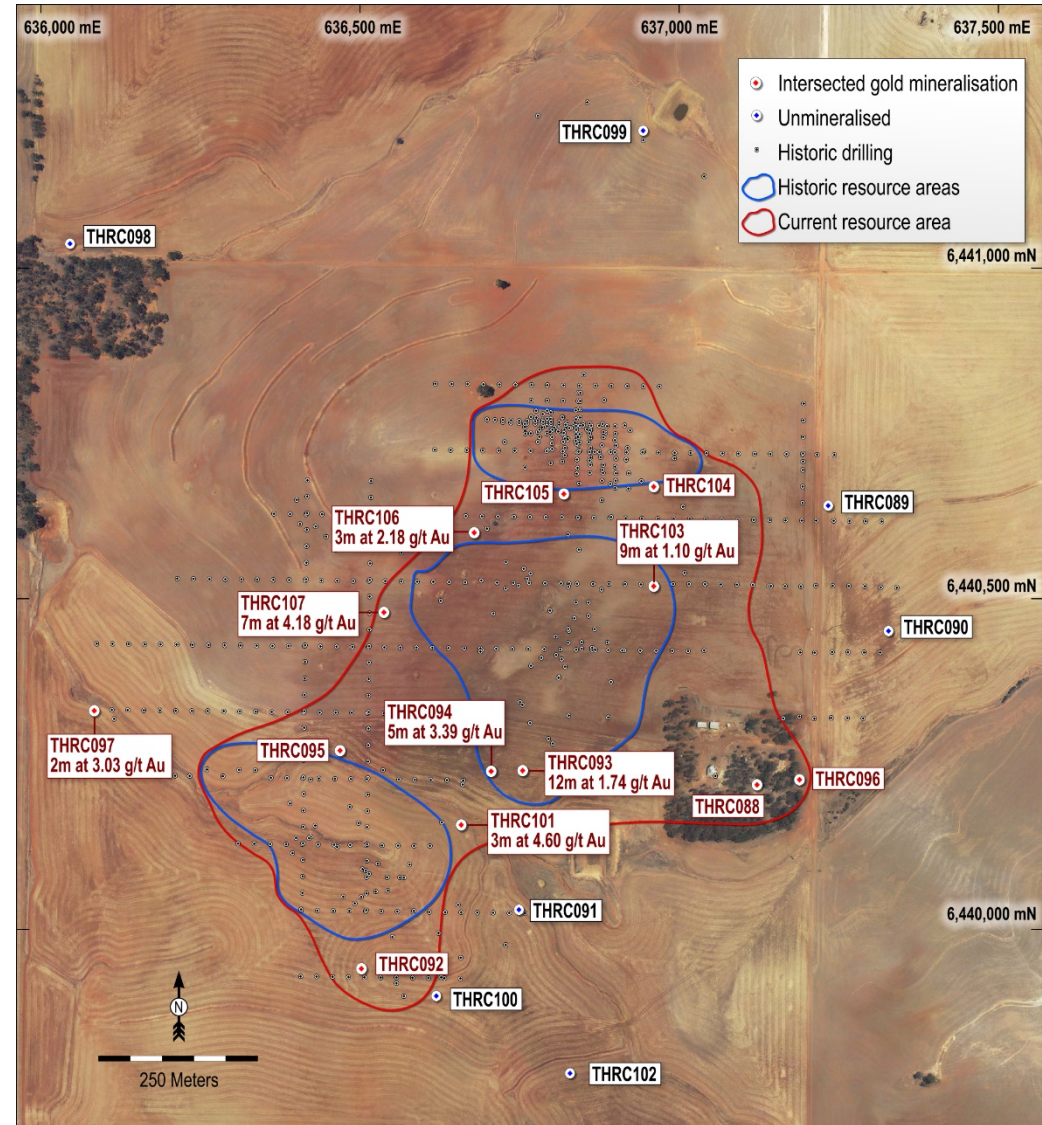 636,000 mE
636,500 mE
637,000 mE
637,500 mE
Intersected gold mineralisation
Unmineralised
Historic drilling
Historic resource areas
Current resource area
THRC099
THRC098
6,441,000 mN
THRC105
THRC104
THRC089
THRC106
3m at 2.18 g/t Au
THRC103
9m at 1.10 g/t Au
6,440,500 mN
THRC107
7m at 4.18 g/t Au
THRC090
THRC094
5m at 3.39 g/t Au
THRC097
2m at 3.03 g/t Au
THRC095
THRC093
12m at 1.74 g/t Au
THRC096
THRC088
THRC101
3m at 4.60 g/t Au
THRC091
6,440,000 mN
THRC092
THRC100
N
250 Meters
THRC102